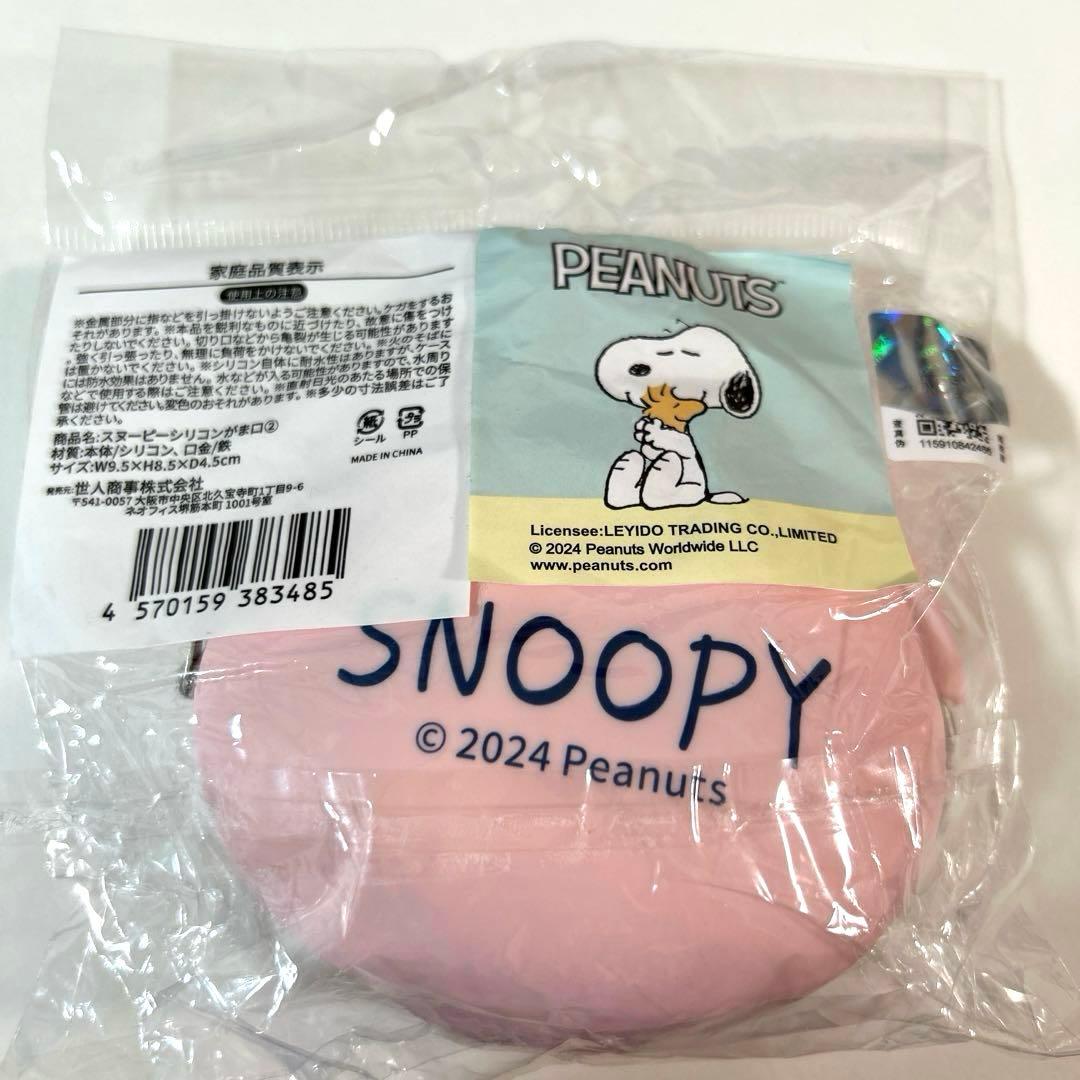 家庭品質表示
使用上の注意
※金属部分に指などを引っ掛けないようご注意ください。ケガをするお
それがあります。※本品を鋭利なものに近づけたり、故意に傷をつけ
たりしないでください。切り口などから亀裂が生じる可能性があります
。強く引っ張ったり、無理に負荷をかけないでください。※火のそばに
は置かないでください。※シリコン自体に耐水性はありますが、ケース
には防水効果はありません。水などが入る可能性がありますので、水周り
などで使用する際はご注意ください。※直射日光のあたる場所での保
管は避けてください。変色のおそれがあります。※多少の寸法誤差はご了
承ください。
商品名:スヌーピーシリコンがま口②
材質:本体/シリコン、口金/鉄
サイズ:W9.5×H8.5×D4.5cm
紙
シール
プラ
PP
MADE IN CHINA
発売元:世人商事株式会社
〒541-0057 大阪市中央区北久宝寺町1丁目9-6
ネオフィス堺筋本町 1001号室
4 570159 383485
PEANUTS
Licensee:LEYIDO TRADING CO.,LIMITED
© 2024 Peanuts Worldwide LLC
www.peanuts.com
115910842486
SNOOPY
© 2024 Peanuts